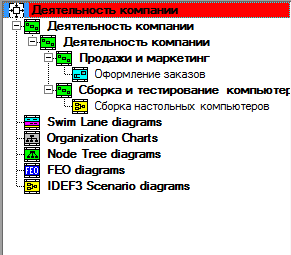 Деятельность компании
Деятельность компании
Деятельность компании
Продажи и маркетинг
Оформление заказов
Сборка и тестирование компьютер
Сборка настольных компьютеров
Swim Lane diagrams
Organization Charts
Node Tree diagrams
FEO diagrams
IDEF3 Scenario diagrams